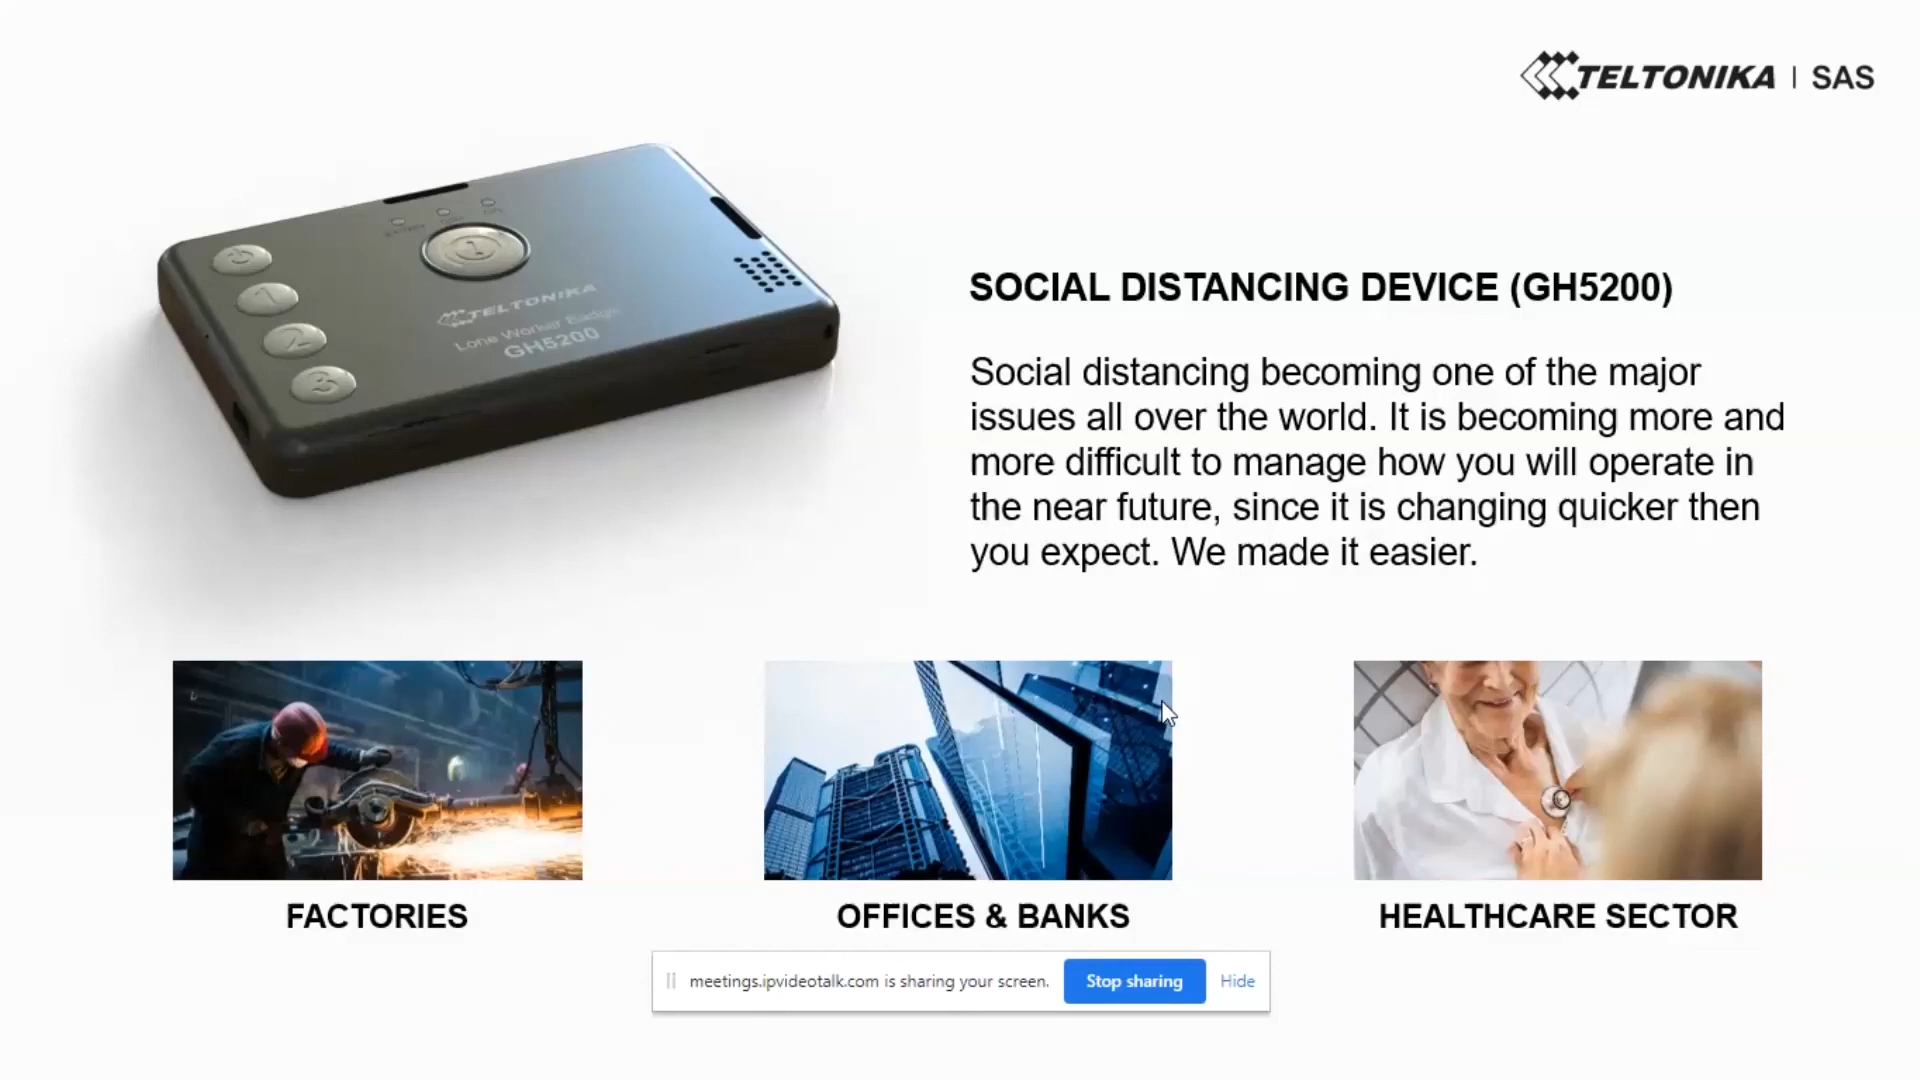 TELTONIKA | SAS
1
2
3
TELTONIKA
Lone Worker Badge
GH5200
SOCIAL DISTANCING DEVICE (GH5200)
Social distancing becoming one of the major
issues all over the world. It is becoming more and
more difficult to manage how you will operate in
the near future, since it is changing quicker then
you expect. We made it easier.
FACTORIES
OFFICES & BANKS
HEALTHCARE SECTOR
meetings.ipvideotalk.com is sharing your screen.
Stop sharing
Hide